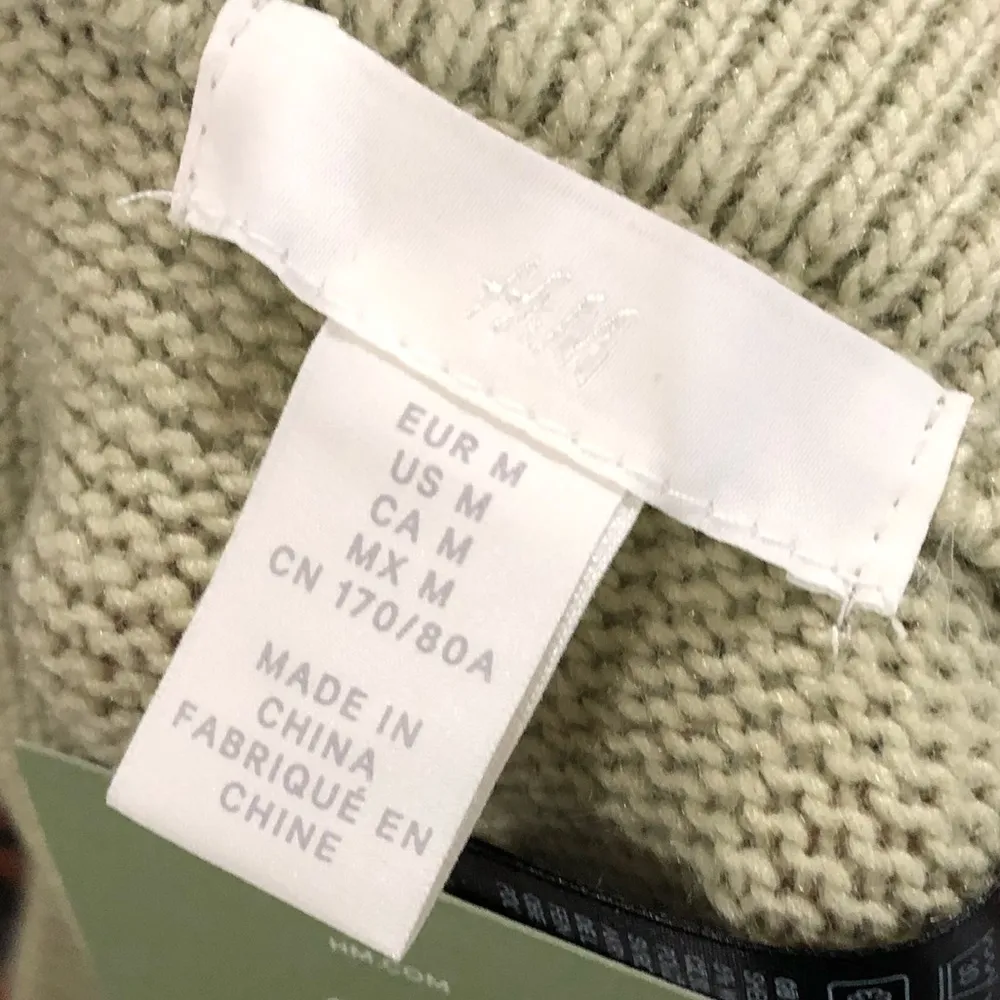 H&M
EUR M
US M
CA M
MX M
CN 170/80A
MADE IN
CHINA
FABRIQUÉ EN
CHINE
HM.COM